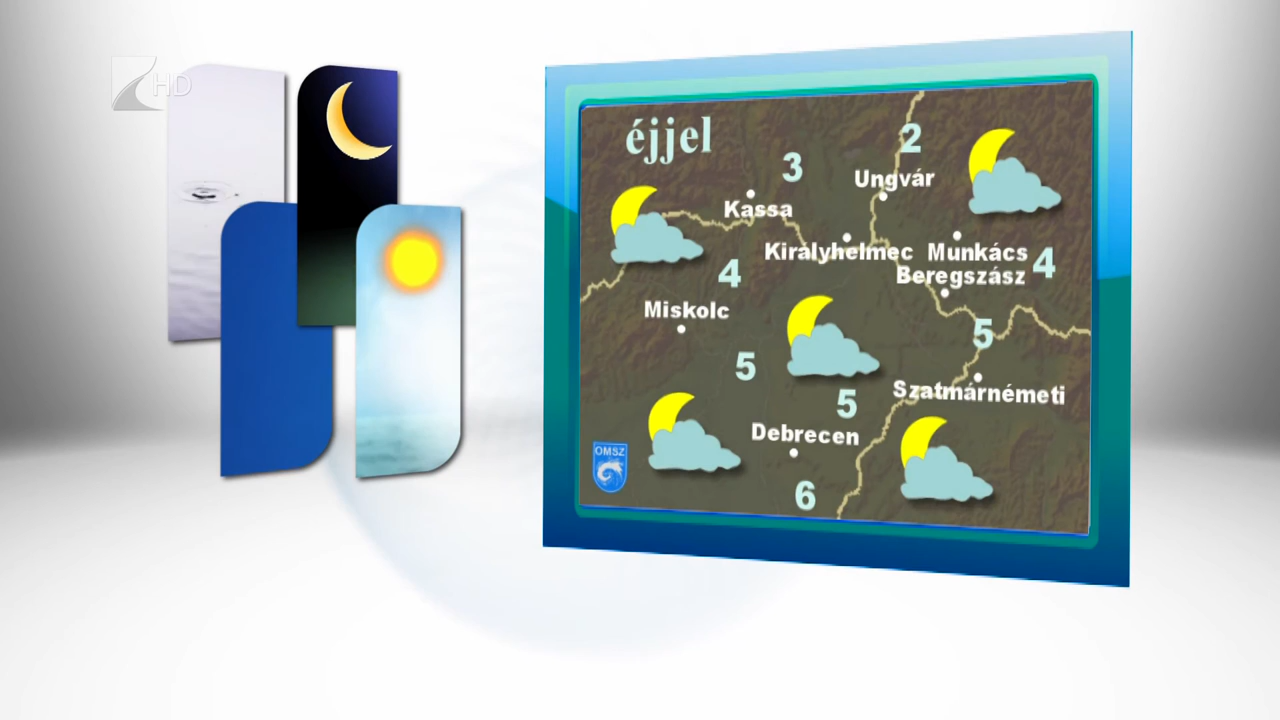 HD
éjjel
2
3
Ungvár
Kassa
Királyhelmec
Munkács
4
Beregszász
4
Miskolc
5
5
Szatmárnémeti
5
Debrecen
OMSZ
6